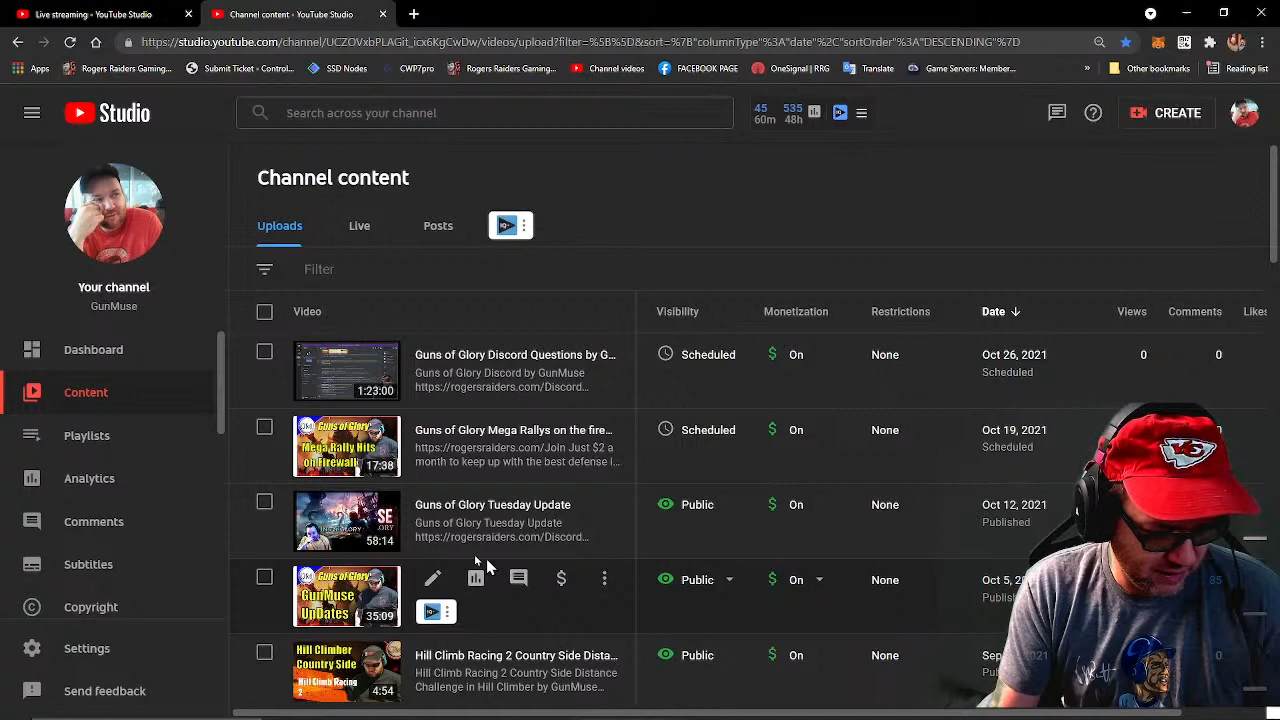 Live streaming - YouTube Studio
Channel content - YouTube Studio
https://studio.youtube.com/channel/UCZOVxbPLAGit_icx6KgCwDw/videos/upload?filter=%5B%5D&sort=%7B"columnType"%3A"date"%2C"sortOrder"%3A"DESCENDING"%7D
Apps
Rogers Raiders Gaming...
Submit Ticket - Control...
SSD Nodes
CWP7pro
Rogers Raiders Gaming...
Channel videos
FACEBOOK PAGE
OneSignal | RRG
Translate
Game Servers: Member...
»
Other bookmarks
Reading list
Studio
Search across your channel
45 535
60m 48h
CREATE
Channel content
Uploads Live Posts
Filter
Your channel
GunMuse
Dashboard
Content
Playlists
Analytics
Comments
Subtitles
Copyright
Settings
Send feedback
Video Visibility Monetization Restrictions Date Views Comments Likes
1:23:00
Guns of Glory Discord Questions by G...
Guns of Glory Discord by GunMuse
https://rogersraiders.com/Discord...
Scheduled On None Oct 26, 2021 0 0
Scheduled
Guns of Glory
Mega Rally Hits
on Firewall
17:38
Guns of Glory Mega Rallys on the fire...
https://rogersraiders.com/Join Just $2 a
month to keep up with the best defense I...
Scheduled On None Oct 19, 2021
Scheduled
58:14
Guns of Glory Tuesday Update
Guns of Glory Tuesday Update
https://rogersraiders.com/Discord...
Public On None Oct 12, 2021
Published
Guns of Glory
GunMuse
UpDates
35:09
Public On None Oct 5, 2021 85
Published
Hill Climber
Country Side
Hill Climb Racing
2
4:54
Hill Climb Racing 2 Country Side Dista...
Hill Climb Racing 2 Country Side Distance
Challenge in Hill Climber by GunMuse...
Public On None 2021 0
KC